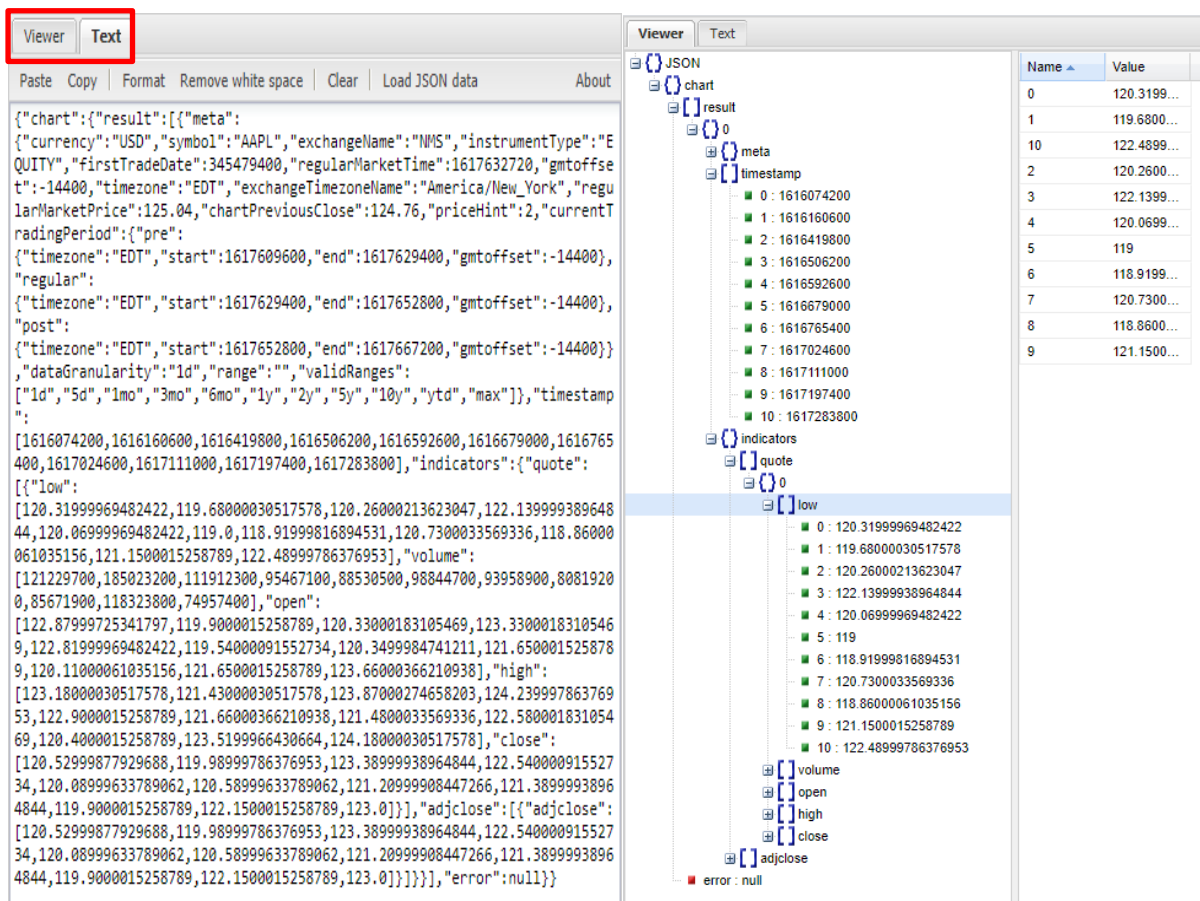 Viewer Text
Paste Copy Format Remove white space Clear Load JSON data About
{"chart":{"result":[{"meta":
{"currency":"USD","symbol":"AAPL","exchangeName":"NMS","instrumentType":"E
QUITY","firstTradeDate":345479400,"regularMarketTime":1617632720,"gmtoffse
t":-14400,"timezone":"EDT","exchangeTimezoneName":"America/New_York","regu
larMarketPrice":125.04,"chartPreviousClose":124.76,"priceHint":2,"currentT
radingPeriod":{"pre":
{"timezone":"EDT","start":1617609600,"end":1617629400,"gmtoffset":-14400},
"regular":
{"timezone":"EDT","start":1617629400,"end":1617652800,"gmtoffset":-14400},
"post":
{"timezone":"EDT","start":1617652800,"end":1617667200,"gmtoffset":-14400}}
,"dataGranularity":"1d","range":"","validRanges":
["1d","5d","1mo","3mo","6mo","1y","2y","5y","10y","ytd","max"]},"timestamp
":
[1616074200,1616160600,1616419800,1616506200,1616592600,1616679000,1616765
400,1617024600,1617111000,1617197400,1617283800],"indicators":{"quote":
[{"low":
[120.31999969482422,119.68000030517578,120.26000213623047,122.139999389648
44,120.06999969482422,119.0,118.91999816894531,120.7300033569336,118.86000
061035156,121.1500015258789,122.48999786376953],"volume":
[121229700,185023200,111912300,95467100,88530500,98844700,93958900,8081920
0,85671900,118323800,74957400],"open":
[122.87999725341797,119.9000015258789,120.33000183105469,123.3300018310546
9,122.81999969482422,119.54000091552734,120.3499984741211,121.650001525878
9,120.11000061035156,121.6500015258789,123.66000366210938],"high":
[123.18000030517578,121.43000030517578,123.87000274658203,124.239997863769
53,122.9000015258789,121.66000366210938,121.4800033569336,122.580001831054
69,120.4000015258789,123.5199966430664,124.18000030517578],"close":
[120.52999877929688,119.98999786376953,123.38999938964844,122.540000915527
34,120.08999633789062,120.58999633789062,121.20999908447266,121.3899993896
4844,119.9000015258789,122.1500015258789,123.0]}],"adjclose":[{"adjclose":
[120.52999877929688,119.98999786376953,123.38999938964844,122.540000915527
34,120.08999633789062,120.58999633789062,121.20999908447266,121.3899993896
4844,119.9000015258789,122.1500015258789,123.0]}]}}],"error":null}}
Viewer Text
JSON
chart
result
0
meta
timestamp
0 : 1616074200
1 : 1616160600
2 : 1616419800
3 : 1616506200
4 : 1616592600
5 : 1616679000
6 : 1616765400
7 : 1617024600
8 : 1617111000
9 : 1617197400
10 : 1617283800
indicators
quote
0
low
0 : 120.31999969482422
1 : 119.68000030517578
2 : 120.26000213623047
3 : 122.13999938964844
4 : 120.06999969482422
5 : 119
6 : 118.91999816894531
7 : 120.7300033569336
8 : 118.86000061035156
9 : 121.1500015258789
10 : 122.48999786376953
volume
open
high
close
adjclose
error : null
Name Value
0 120.3199...
1 119.6800...
10 122.4899...
2 120.2600...
3 122.1399...
4 120.0699...
5 119
6 118.9199...
7 120.7300...
8 118.8600...
9 121.1500...